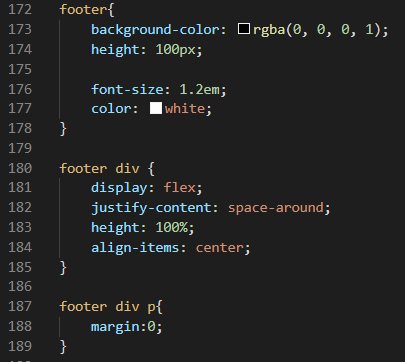 172 footer{
173     background-color: rgba(0, 0, 0, 1);
174     height: 100px;
175
176     font-size: 1.2em;
177     color: white;
178 }
179
180 footer div {
181     display: flex;
182     justify-content: space-around;
183     height: 100%;
184     align-items: center;
185 }
186
187 footer div p{
188     margin:0;
189 }